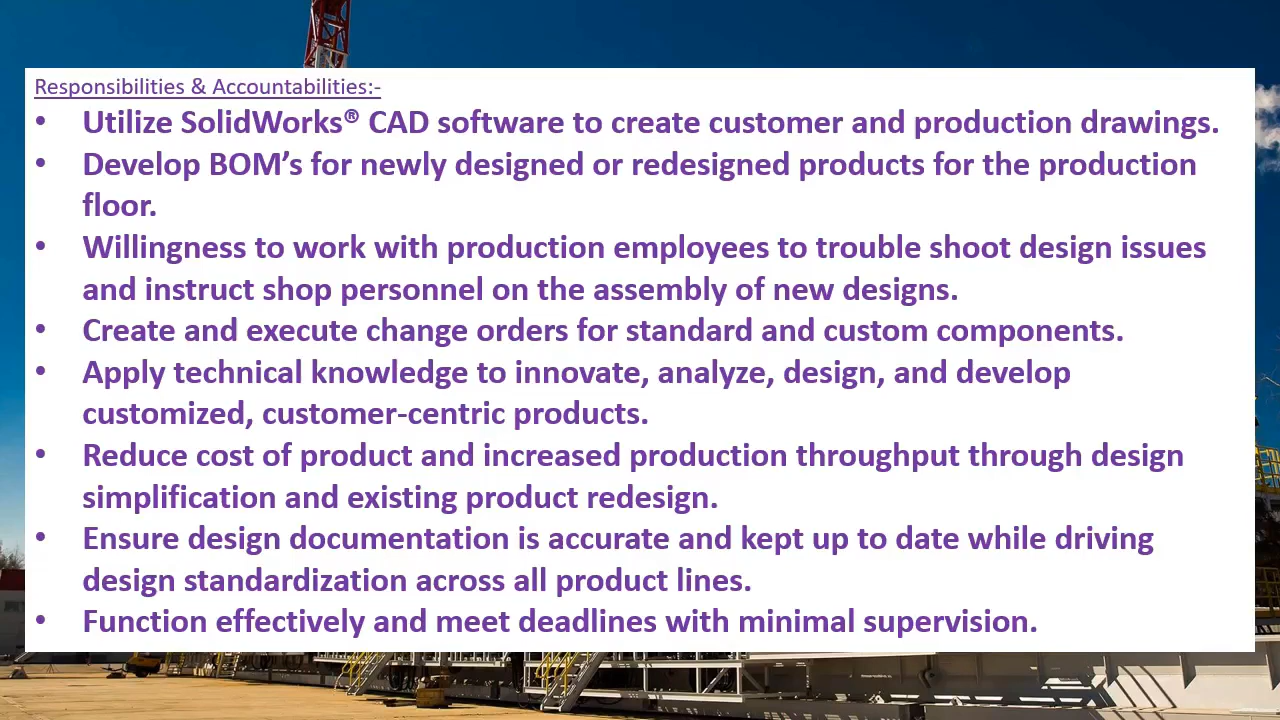 Responsibilities & Accountabilities:-
• Utilize SolidWorks® CAD software to create customer and production drawings.
• Develop BOM’s for newly designed or redesigned products for the production
floor.
• Willingness to work with production employees to trouble shoot design issues
and instruct shop personnel on the assembly of new designs.
• Create and execute change orders for standard and custom components.
• Apply technical knowledge to innovate, analyze, design, and develop
customized, customer-centric products.
• Reduce cost of product and increased production throughput through design
simplification and existing product redesign.
• Ensure design documentation is accurate and kept up to date while driving
design standardization across all product lines.
• Function effectively and meet deadlines with minimal supervision.